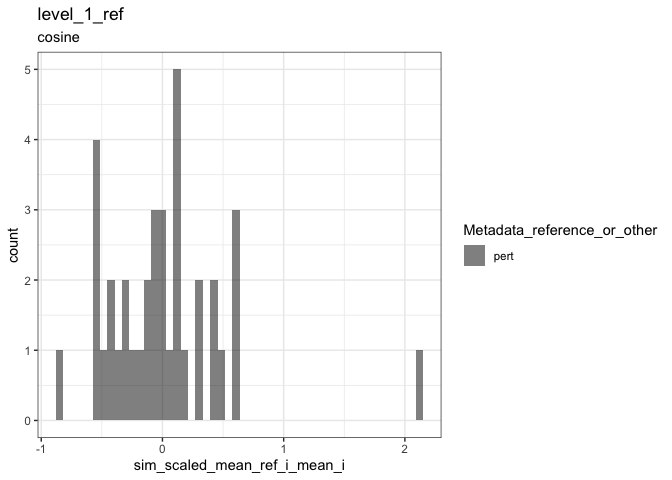 level_1_ref
cosine
5
4
3
2
1
0
count
-1 0 1 2
sim_scaled_mean_ref_i_mean_i
Metadata_reference_or_other
pert